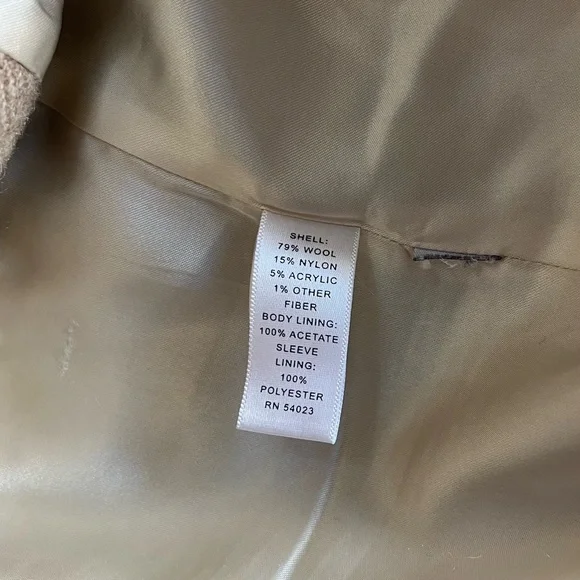 SHELL:
79% WOOL
15% NYLON
5% ACRYLIC
1% OTHER
FIBER
BODY LINING:
100% ACETATE
SLEEVE
LINING:
100%
POLYESTER
RN 54023